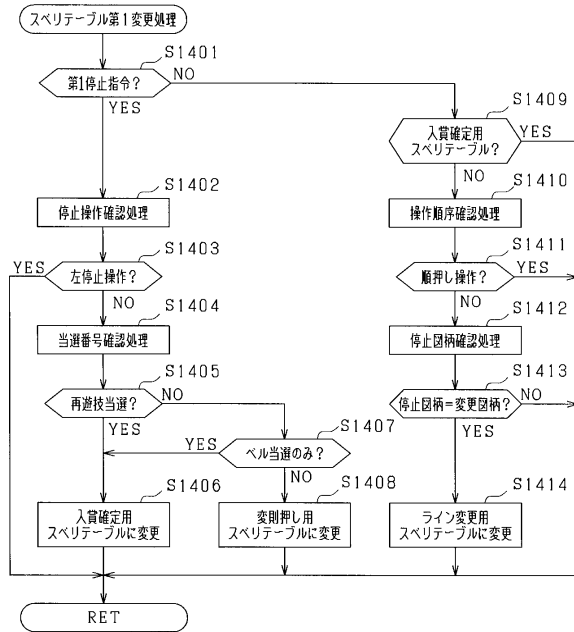 スベリテーブル第1変更処理
S1401
第1停止指令?
NO
YES
S1409
入賞確定用
スベリテーブル?
YES
NO
S1402
停止操作確認処理
S1410
操作順序確認処理
S1403
左停止操作?
YES
NO
S1411
順押し操作?
YES
NO
S1404
当選番号確認処理
S1412
停止図柄確認処理
S1405
再遊技当選?
NO
YES
S1413
停止図柄=変更図柄?
NO
YES
S1407
ベル当選のみ?
YES
NO
S1406
入賞確定用
スベリテーブルに変更
S1408
変則押し用
スベリテーブルに変更
S1414
ライン変更用
スベリテーブルに変更
RET